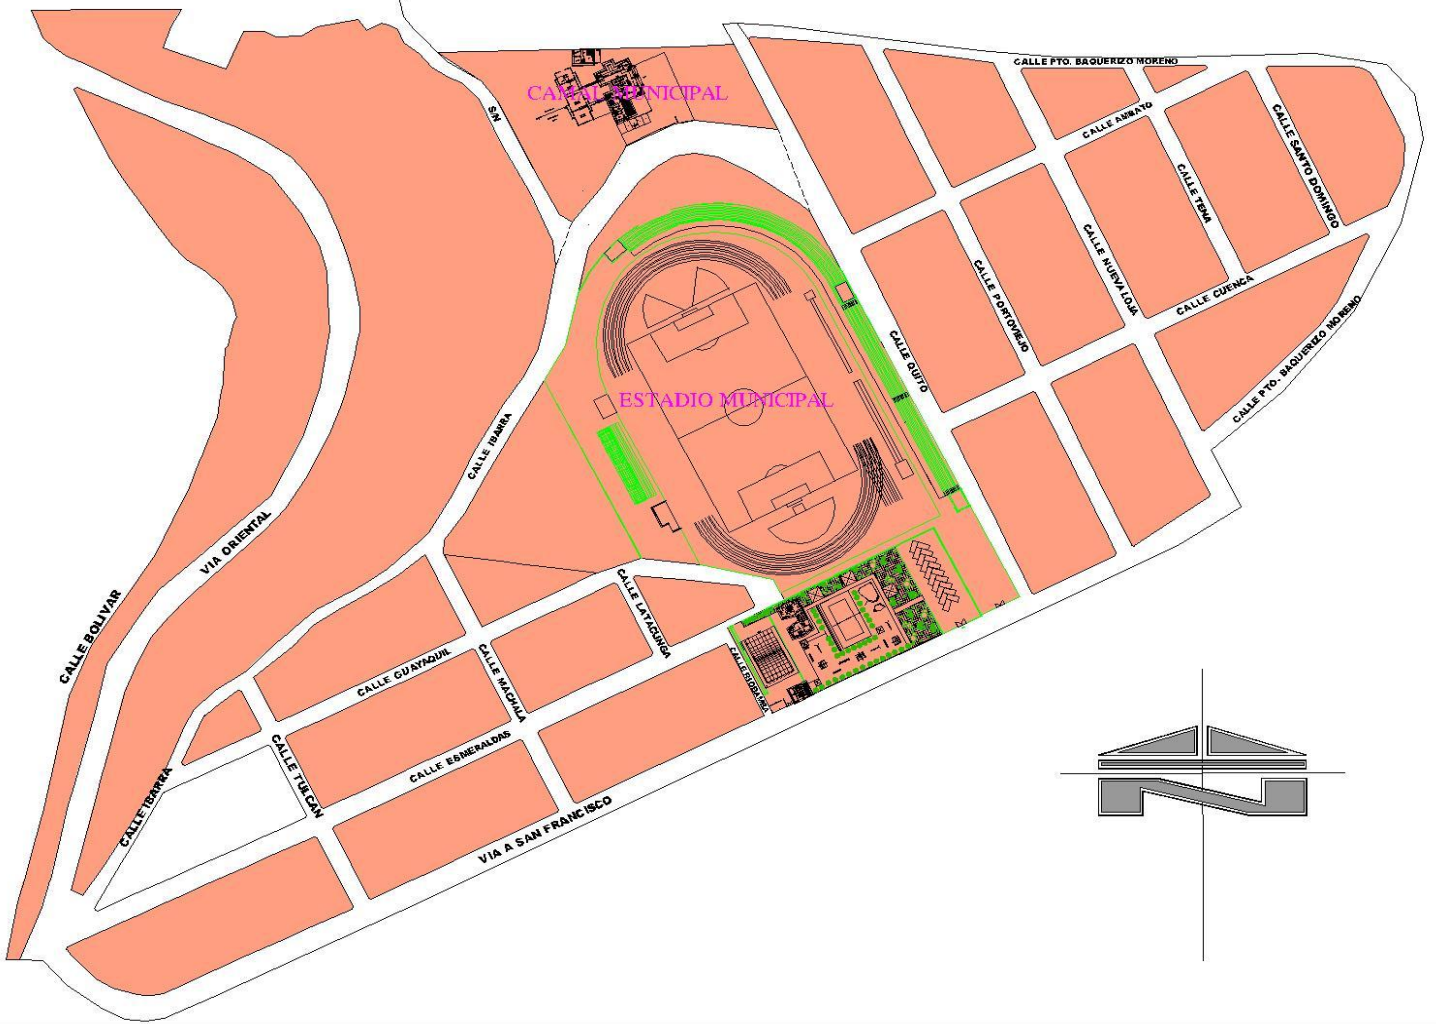 CALLE PTO. BAQUERIZO MORENO
CAMAL MUNICIPAL
S/N
CALLE AMBATO
CALLE SANTO DOMINGO
CALLE TENA
CALLE NUEVA LOJA
CALLE PORTOVIEJO
CALLE CUENCA
CALLE PTO. BAQUERIZO MORENO
CALLE QUITO
ESTADIO MUNICIPAL
CALLE IBARRA
VIA ORIENTAL
CALLE BOLIVAR
CALLE LATACUNGA
CALLE GUAYAQUIL
CALLE MACHALA
CALLE RIOBAMBA
CALLE ESMERALDAS
CALLE TULCAN
CALLE IBARRA
VIA A SAN FRANCISCO
N